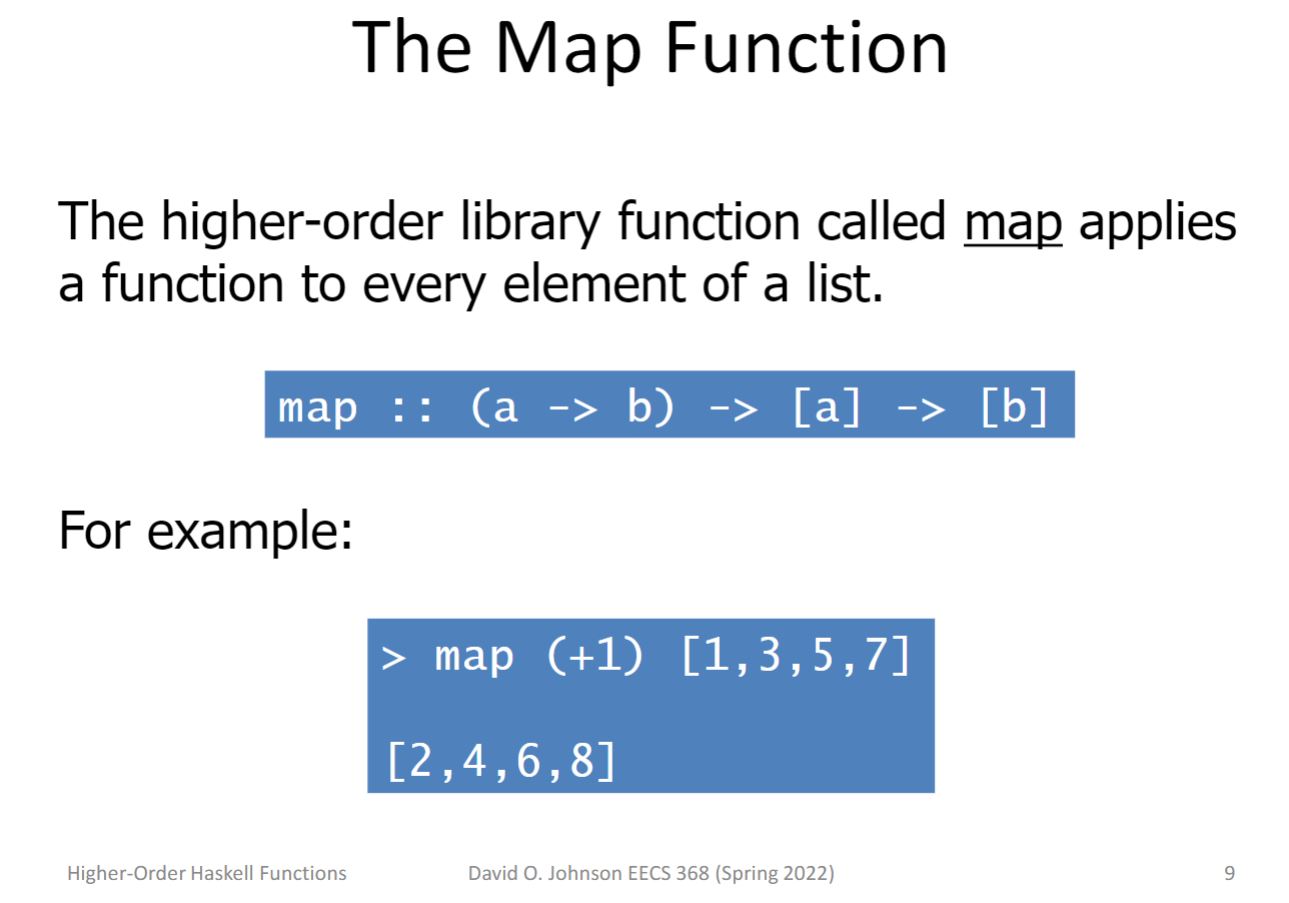 The Map Function
The higher-order library function called map applies
a function to every element of a list.
map :: (a -> b) -> [a] -> [b]
For example:
> map (+1) [1,3,5,7]
[2,4,6,8]
Higher-Order Haskell Functions David O. Johnson EECS 368 (Spring 2022) 9